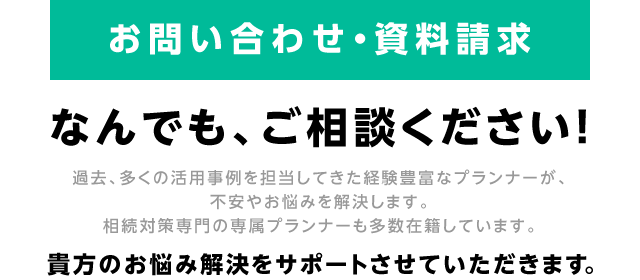 お問い合わせ・資料請求
なんでも、ご相談ください!
過去、多くの活用事例を担当してきた経験豊富なプランナーが、
不安やお悩みを解決します。
相続対策専門の専属プランナーも多数在籍しています。
貴方のお悩み解決をサポートさせていただきます。